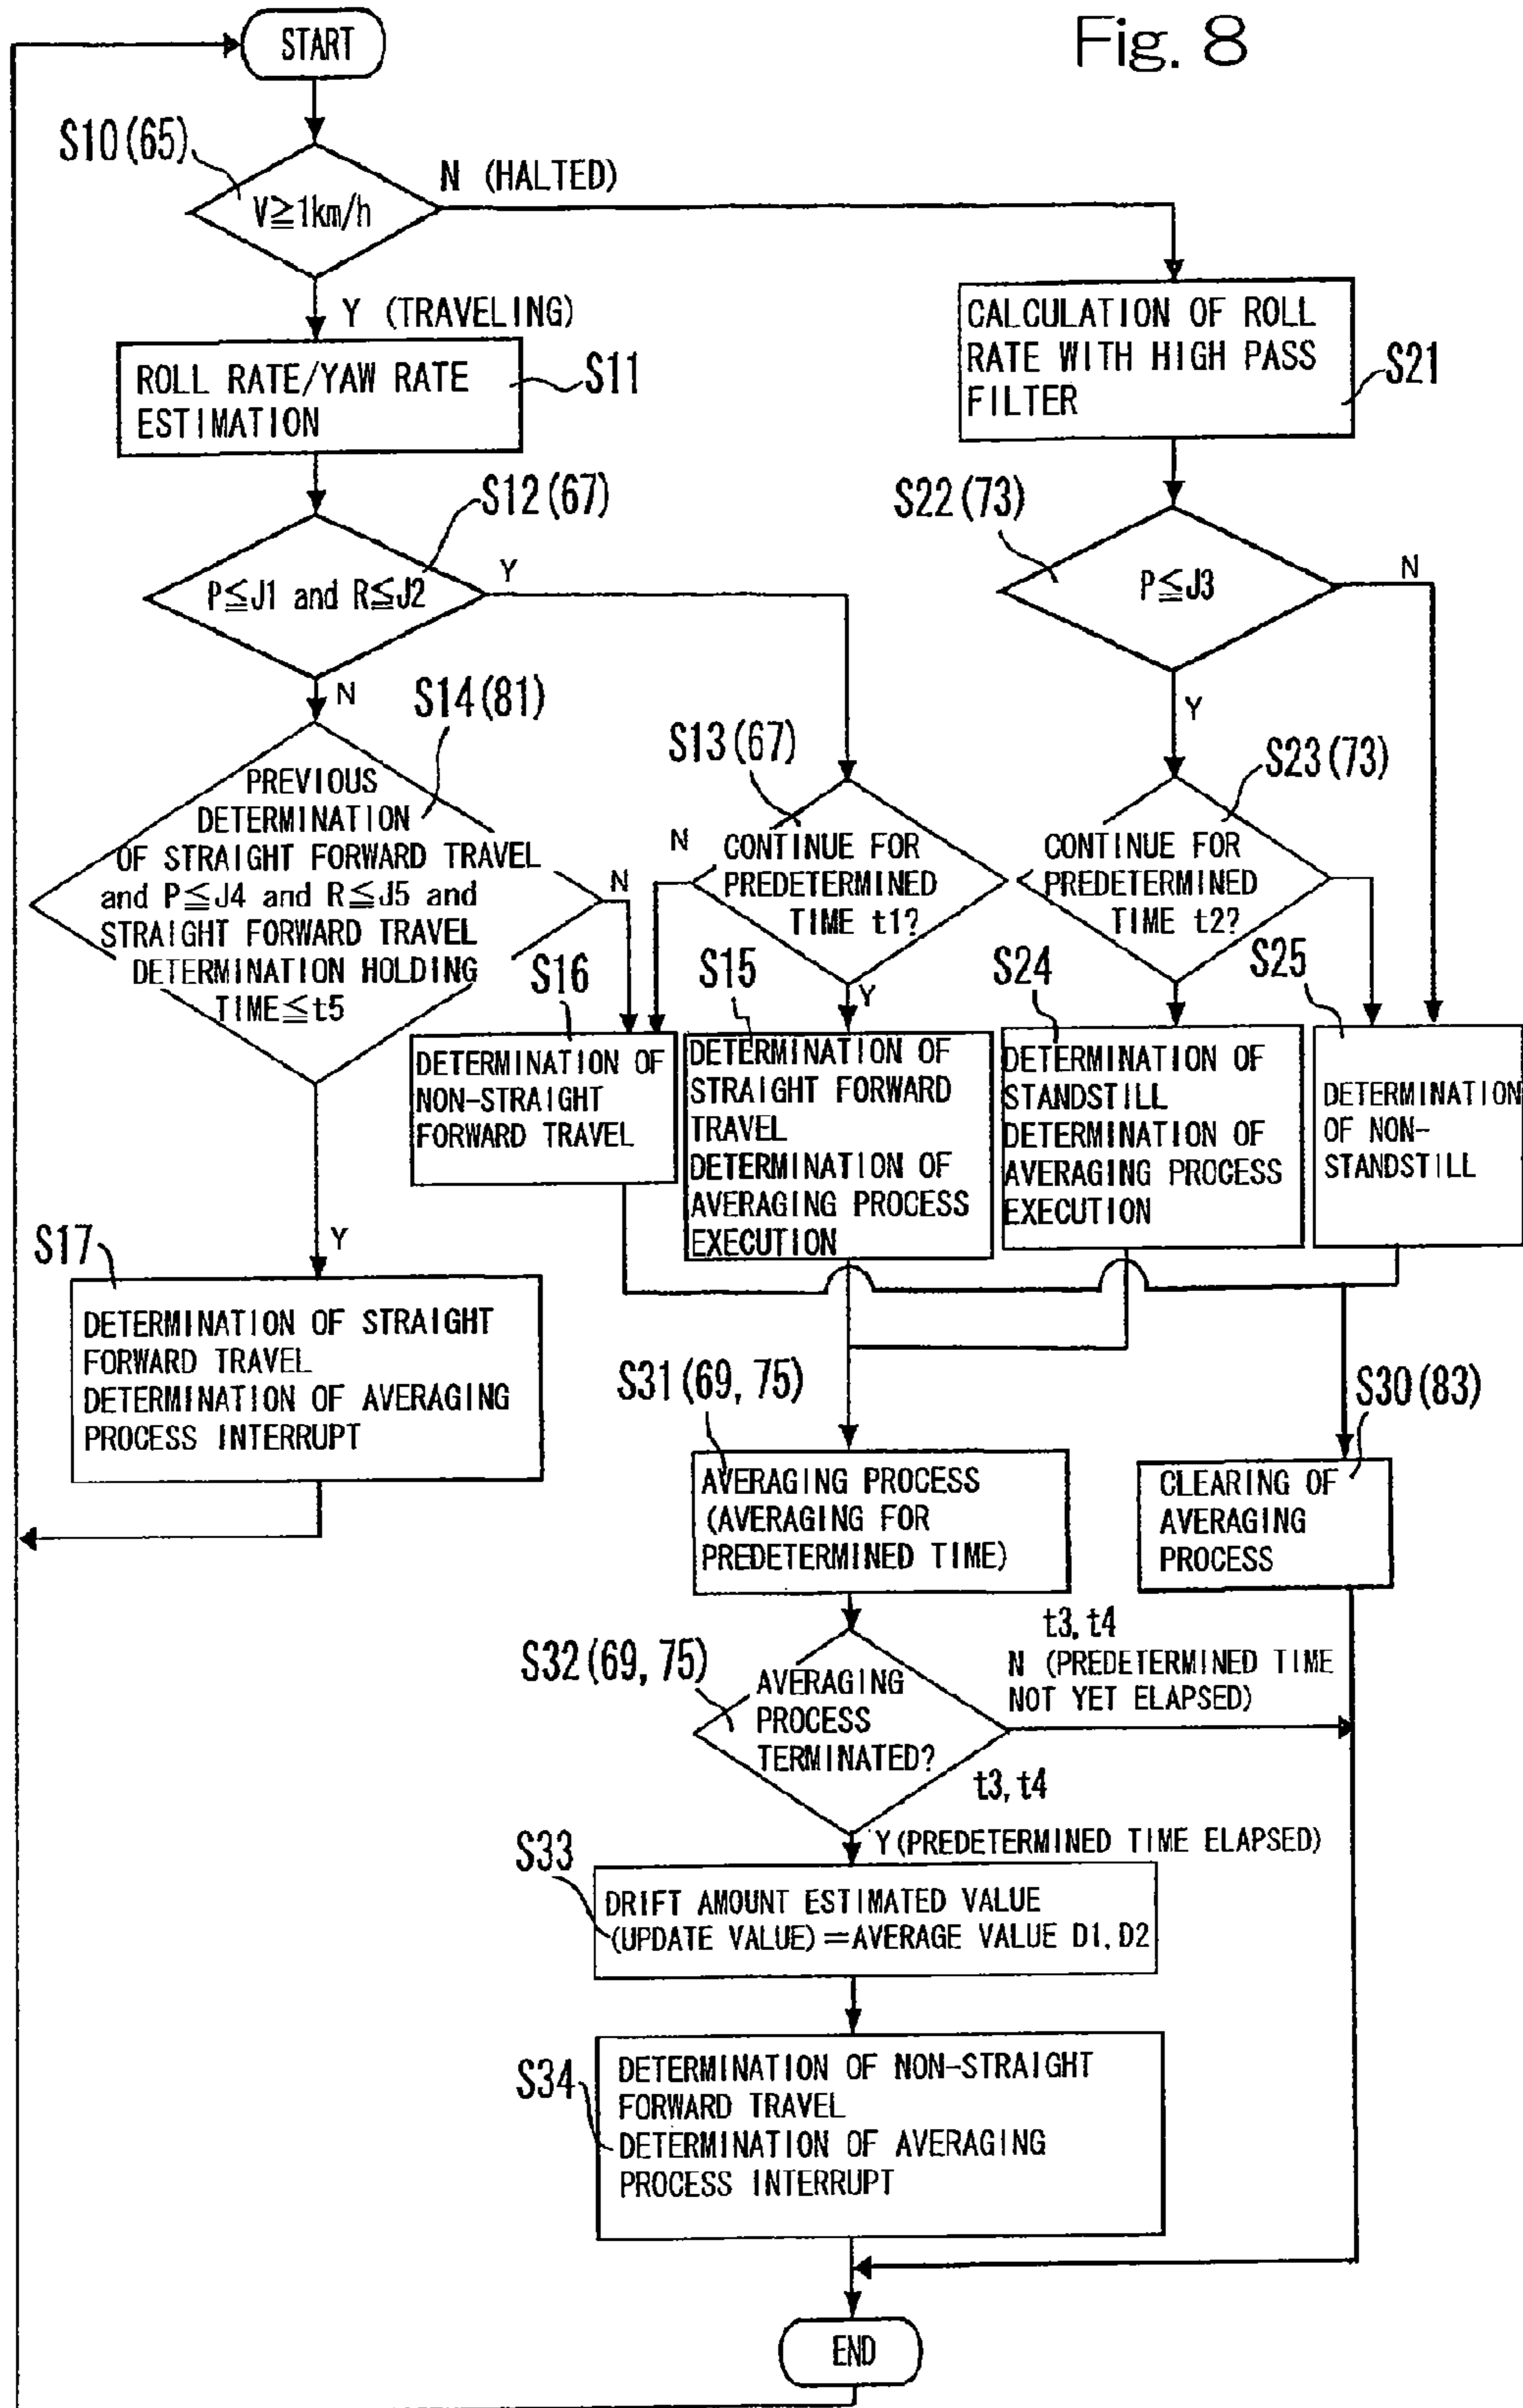 Fig. 8
START
S10(65)
V≧1km/h
N (HALTED)
Y (TRAVELING)
ROLL RATE/YAW RATE
ESTIMATION
S11
CALCULATION OF ROLL
RATE WITH HIGH PASS
FILTER
S21
S12(67)
P≦J1 and R≦J2
Y
N
S22(73)
P≦J3
N
Y
S14(81)
PREVIOUS
DETERMINATION
OF STRAIGHT FORWARD TRAVEL
and P≦J4 and R≦J5 and
STRAIGHT FORWARD TRAVEL
DETERMINATION HOLDING
TIME≦t5
N
Y
S13(67)
CONTINUE FOR
PREDETERMINED
TIME t1?
N
Y
S23(73)
CONTINUE FOR
PREDETERMINED
TIME t2?
S16
DETERMINATION OF
NON-STRAIGHT
FORWARD TRAVEL
S15
DETERMINATION OF
STRAIGHT FORWARD
TRAVEL
DETERMINATION OF
AVERAGING PROCESS
EXECUTION
S24
DETERMINATION OF
STANDSTILL
DETERMINATION OF
AVERAGING PROCESS
EXECUTION
S25
DETERMINATION
OF NON-
STANDSTILL
S17
DETERMINATION OF STRAIGHT
FORWARD TRAVEL
DETERMINATION OF AVERAGING
PROCESS INTERRUPT
S31(69, 75)
AVERAGING PROCESS
(AVERAGING FOR
PREDETERMINED TIME)
S30(83)
CLEARING OF
AVERAGING
PROCESS
S32(69, 75)
AVERAGING
PROCESS
TERMINATED?
t3, t4
N (PREDETERMINED TIME
NOT YET ELAPSED)
t3, t4
Y(PREDETERMINED TIME ELAPSED)
S33
DRIFT AMOUNT ESTIMATED VALUE
(UPDATE VALUE)=AVERAGE VALUE D1, D2
S34
DETERMINATION OF NON-STRAIGHT
FORWARD TRAVEL
DETERMINATION OF AVERAGING
PROCESS INTERRUPT
END